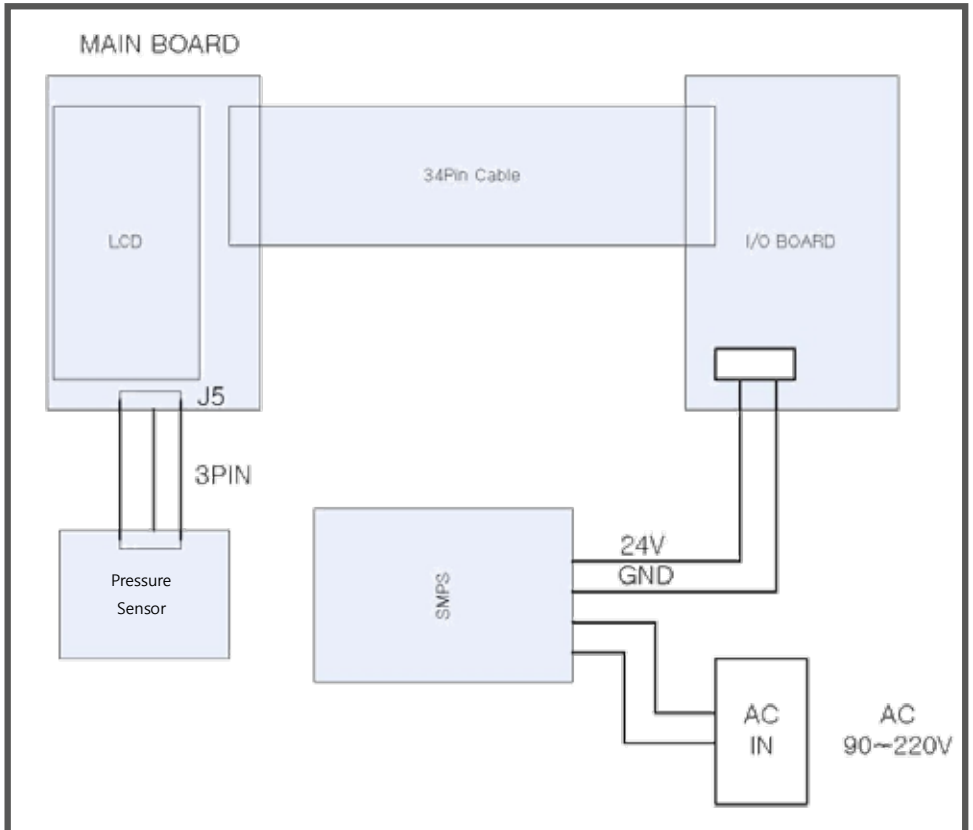 MAIN BOARD
34Pin Cable
LCD
I/O BOARD
J5
3PIN
Pressure
Sensor
SMPS
24V
GND
AC
IN
AC
90~220V